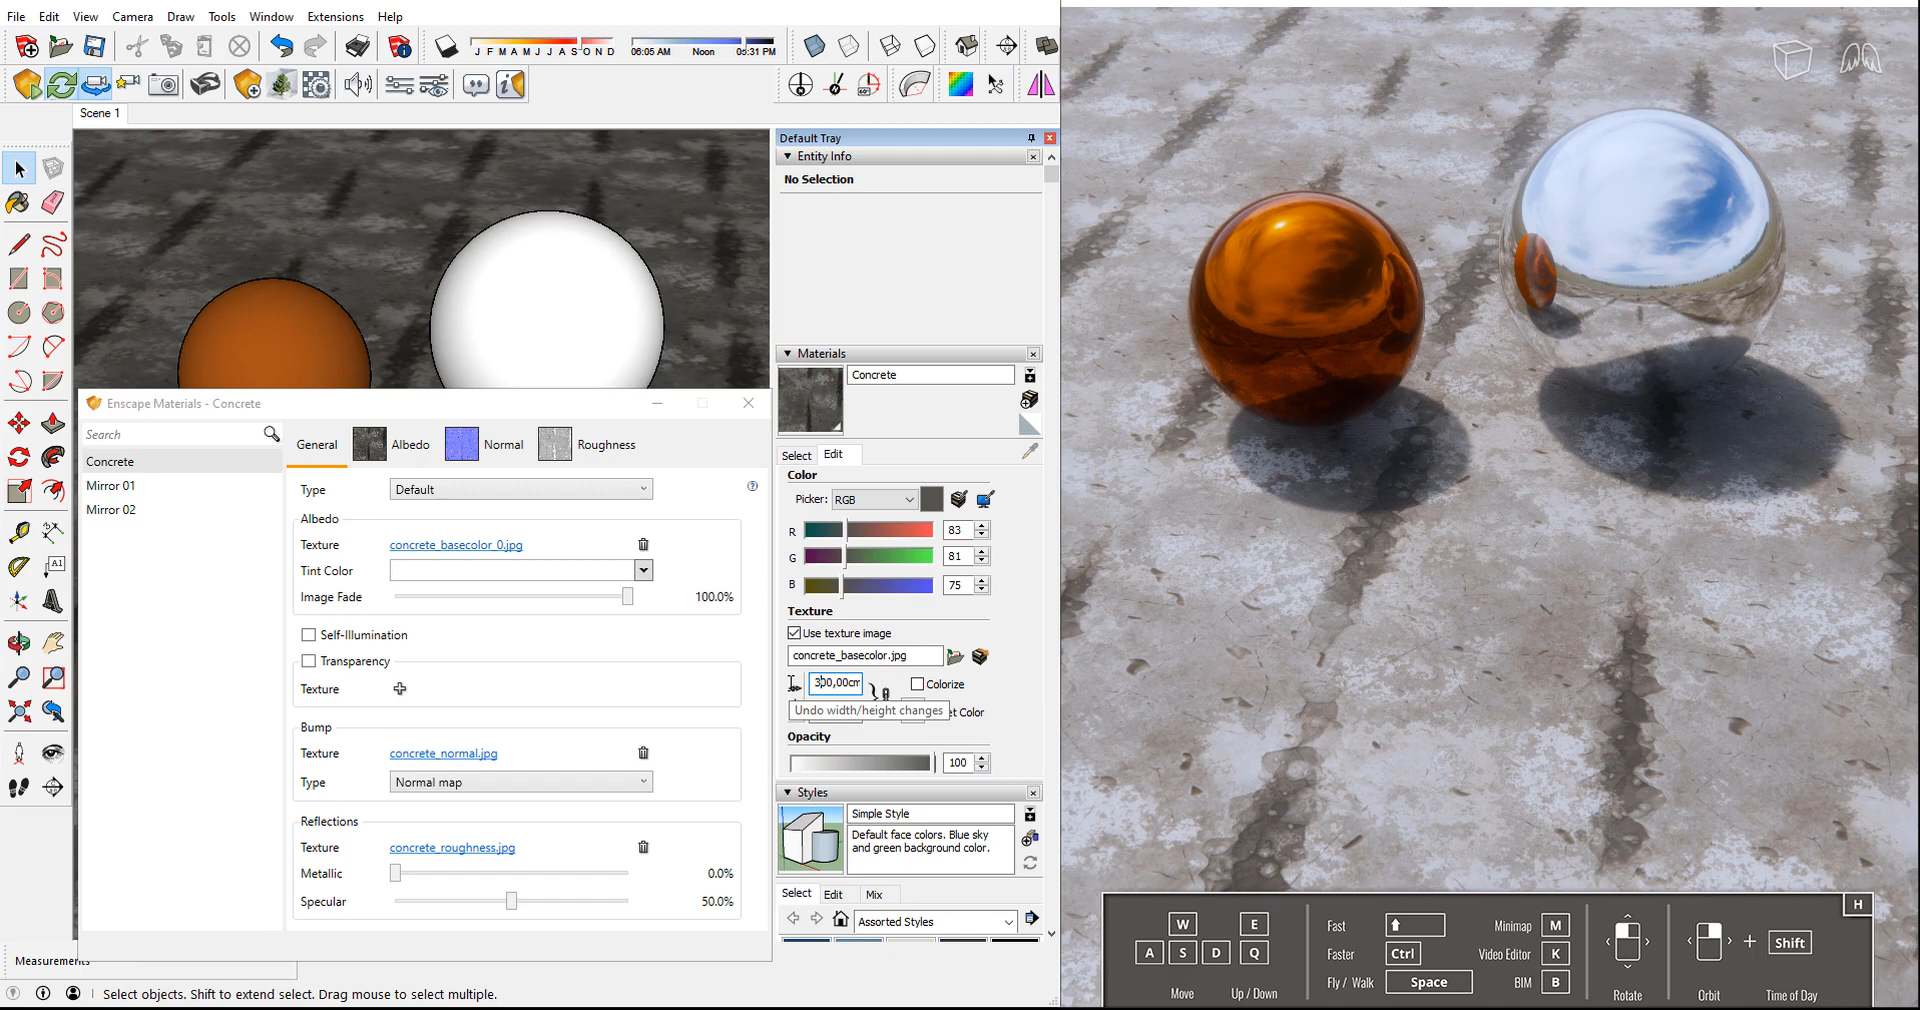 File Edit View Camera Draw Tools Window Extensions Help
J F M A M J J A S O N D
06:05 AM Noon 05:31 PM
Scene 1
Default Tray
Entity Info
No Selection
Materials
Concrete
Select Edit
Color
Picker: RGB
R 83
G 81
B 75
Texture
Use texture image
concrete_basecolor.jpg
300,00cm
Colorize
Undo width/height changes
et Color
Opacity
100
Styles
Simple Style
Default face colors. Blue sky
and green background color.
Select Edit Mix
Assorted Styles
A1
Enscape Materials - Concrete
Search
Concrete
Mirror 01
Mirror 02
General Albedo Normal Roughness
Type Default
Albedo
Texture concrete_basecolor_0.jpg
Tint Color
Image Fade 100.0%
Self-Illumination
Transparency
Texture
Bump
Texture concrete_normal.jpg
Type Normal map
Reflections
Texture concrete_roughness.jpg
Metallic 0.0%
Specular 50.0%
Measurements
Select objects. Shift to extend select. Drag mouse to select multiple.
H
W E
A S D Q
Move Up / Down
Fast
Faster Ctrl
Fly / Walk Space
Minimap M
Video Editor K
BIM B
Rotate
Orbit
+ Shift
Time of Day